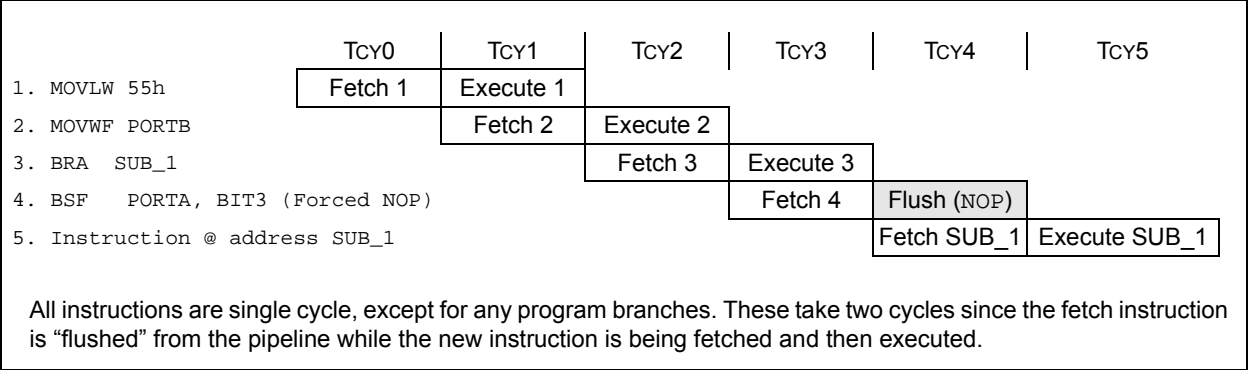 TCY0 TCY1 TCY2 TCY3 TCY4 TCY5
1. MOVLW 55h Fetch 1 Execute 1
2. MOVWF PORTB Fetch 2 Execute 2
3. BRA SUB_1 Fetch 3 Execute 3
4. BSF PORTA, BIT3 (Forced NOP) Fetch 4 Flush (NOP)
5. Instruction @ address SUB_1 Fetch SUB_1 Execute SUB_1
All instructions are single cycle, except for any program branches. These take two cycles since the fetch instruction
is “flushed” from the pipeline while the new instruction is being fetched and then executed.